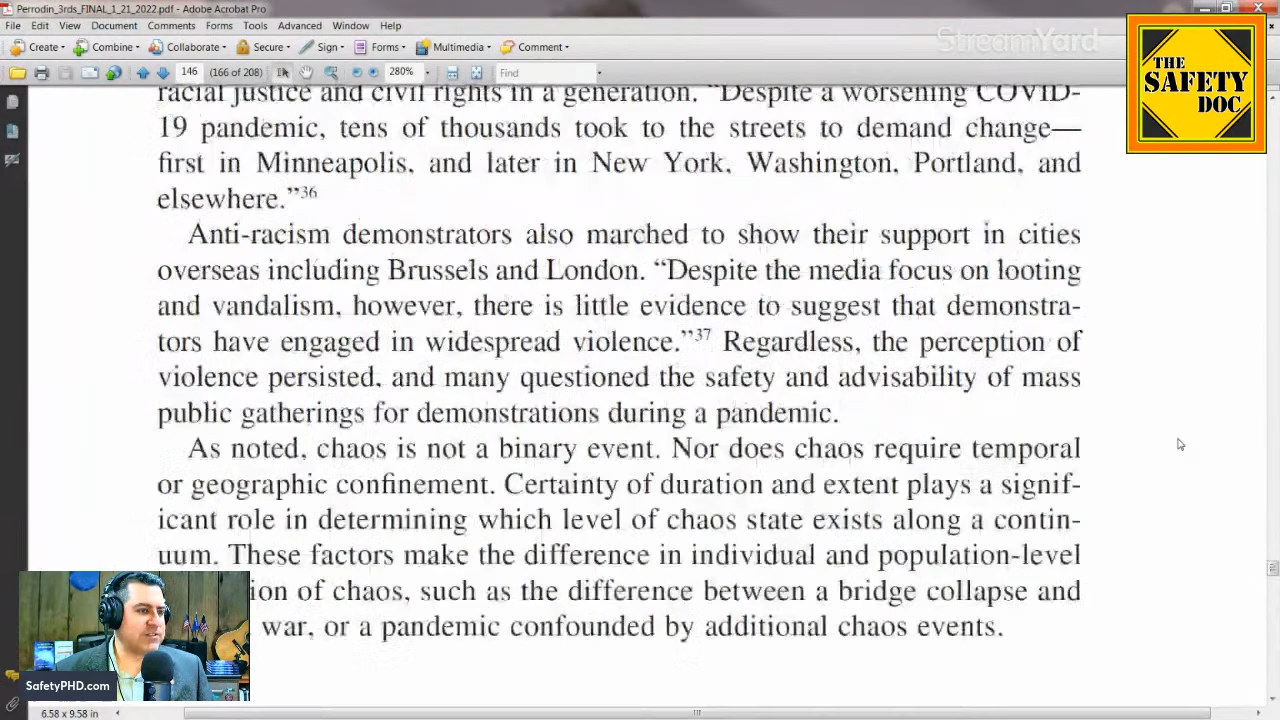 Perrodin_3rds_FINAL_1_21_2022.pdf - Adobe Acrobat Pro
File Edit View Document Comments Forms Tools Advanced Window Help
StreamYard
Create Combine Collaborate Secure Sign Forms Multimedia Comment
146 (166 of 208) 280% Find
THE
SAFETY
DOC
racial justice and civil rights in a generation. “Despite a worsening COVID-
19 pandemic, tens of thousands took to the streets to demand change—
first in Minneapolis, and later in New York, Washington, Portland, and
elsewhere.”36
Anti-racism demonstrators also marched to show their support in cities
overseas including Brussels and London. “Despite the media focus on looting
and vandalism, however, there is little evidence to suggest that demonstra-
tors have engaged in widespread violence.”37 Regardless, the perception of
violence persisted, and many questioned the safety and advisability of mass
public gatherings for demonstrations during a pandemic.
As noted, chaos is not a binary event. Nor does chaos require temporal
or geographic confinement. Certainty of duration and extent plays a signif-
icant role in determining which level of chaos state exists along a contin-
uum. These factors make the difference in individual and population-level
ion of chaos, such as the difference between a bridge collapse and
war, or a pandemic confounded by additional chaos events.
SafetyPHD.com
6.58 x 9.58 in